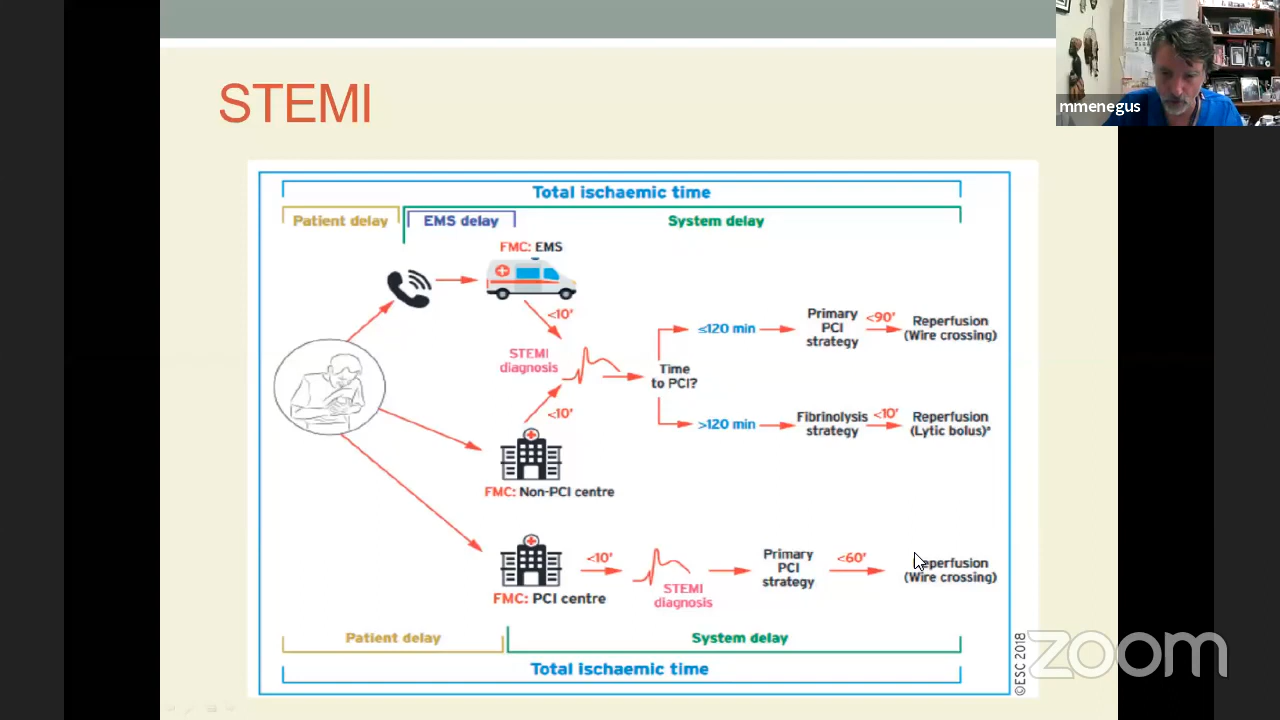 mmenegus
STEMI
Total ischaemic time
Patient delay
EMS delay
System delay
FMC: EMS
<10'
STEMI
diagnosis
<10'
Time
to PCI?
≤120 min
Primary
PCI
strategy
<90'
Reperfusion
(Wire crossing)
>120 min
Fibrinolysis
strategy
<10'
Reperfusion
(Lytic bolus)ᵃ
FMC: Non-PCI centre
FMC: PCI centre
<10'
STEMI
diagnosis
Primary
PCI
strategy
<60'
Reperfusion
(Wire crossing)
Patient delay
System delay
Total ischaemic time
©ESC 2018
zoom